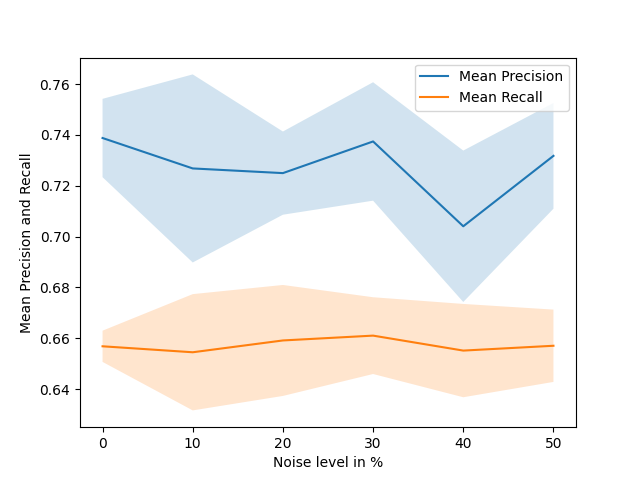 Mean Precision
Mean Recall
0.76
0.74
0.72
0.70
0.68
0.66
0.64
Mean Precision and Recall
0 10 20 30 40 50
Noise level in %